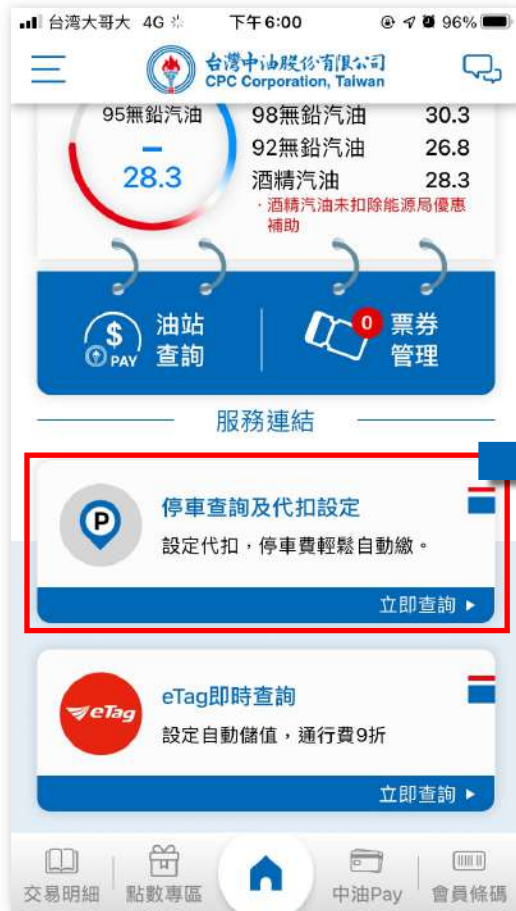 台湾大哥大 4G 下午6:00 96%
台灣中油股份有限公司
CPC Corporation, Taiwan
95無鉛汽油
28.3
98無鉛汽油 30.3
92無鉛汽油 26.8
酒精汽油 28.3
·酒精汽油未扣除能源局優惠
補助
$
PAY
油站
查詢
0
票券
管理
服務連結
P
停車查詢及代扣設定
設定代扣，停車費輕鬆自動繳。
立即查詢
eTag
eTag即時查詢
設定自動儲值，通行費9折
立即查詢
交易明細 點數專區 中油Pay 會員條碼